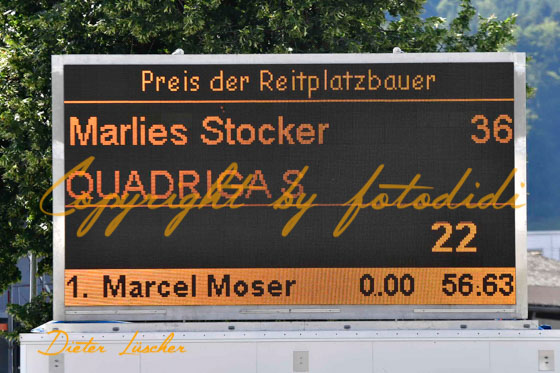 Preis der Reitplatzbauer
Marlies Stocker 36
QUADRIGA S
Copyright by fotodidi
22
1. Marcel Moser 0.00 56.63
Dieter Lüscher